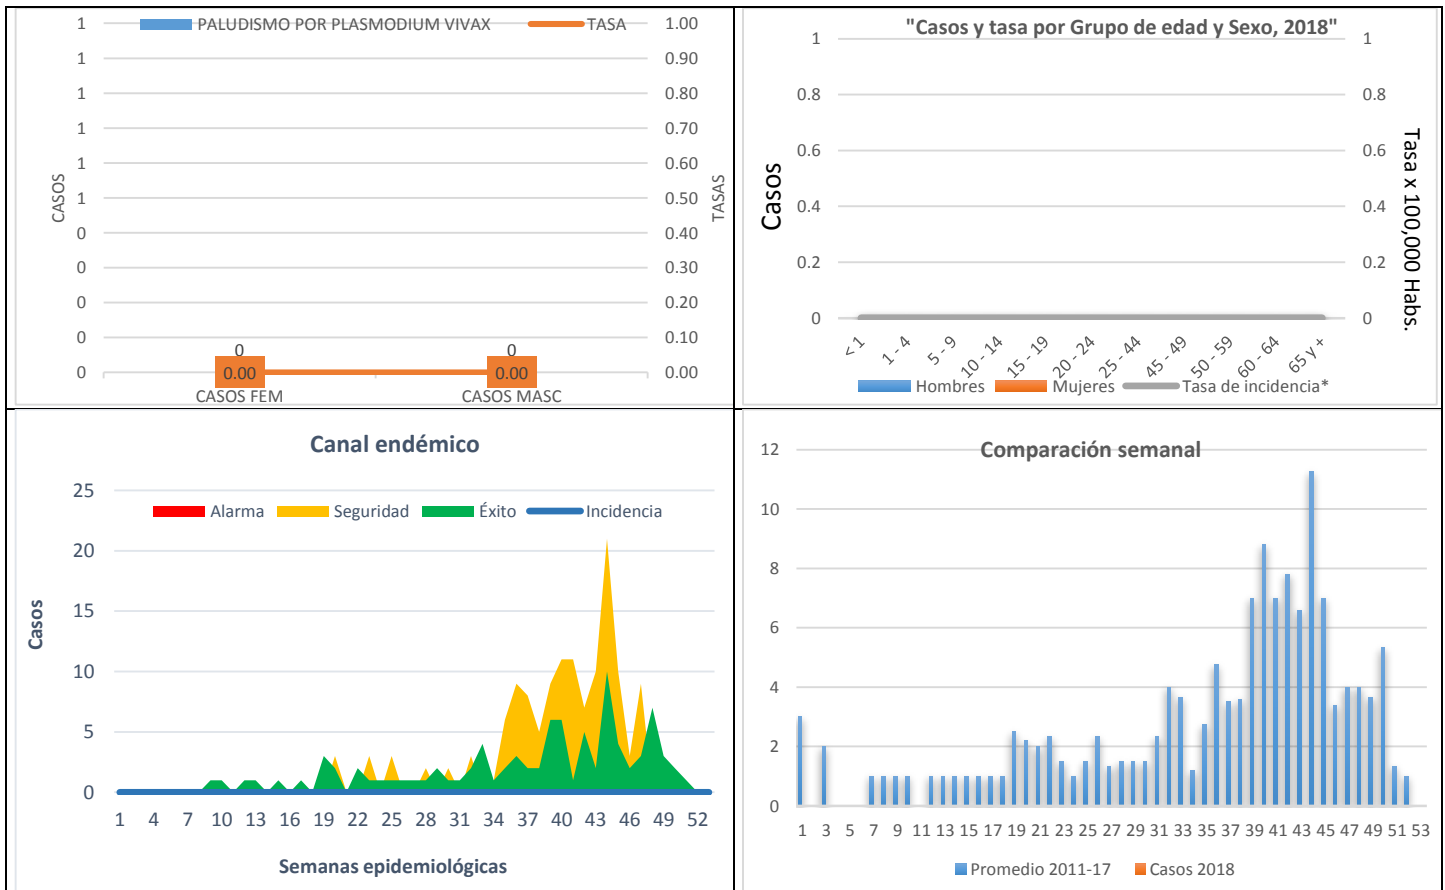 PALUDISMO POR PLASMODIUM VIVAX TASA
1 1.00
1 0.90
1 0.80
1 0.70
1 0.60
1 0.50
0 0.40
0 0.30
0 0.20
0 0.10
0 0.00
CASOS
TASAS
0 0
0.00 0.00
CASOS FEM CASOS MASC
"Casos y tasa por Grupo de edad y Sexo, 2018"
1 1
0.8 0.8
0.6 0.6
0.4 0.4
0.2 0.2
0 0
Casos
Tasa x 100,000 Habs.
< 1 1 - 4 5 - 9 10 - 14 15 - 19 20 - 24 25 - 44 45 - 49 50 - 59 60 - 64 65 y +
Hombres Mujeres Tasa de incidencia*
Canal endémico
25
Alarma Seguridad Éxito Incidencia
20
15
10
5
0
Casos
1 4 7 10 13 16 19 22 25 28 31 34 37 40 43 46 49 52
Semanas epidemiológicas
Comparación semanal
12
10
8
6
4
2
0
1 3 5 7 9 11 13 15 17 19 21 23 25 27 29 31 33 35 37 39 41 43 45 47 49 51 53
Promedio 2011-17 Casos 2018